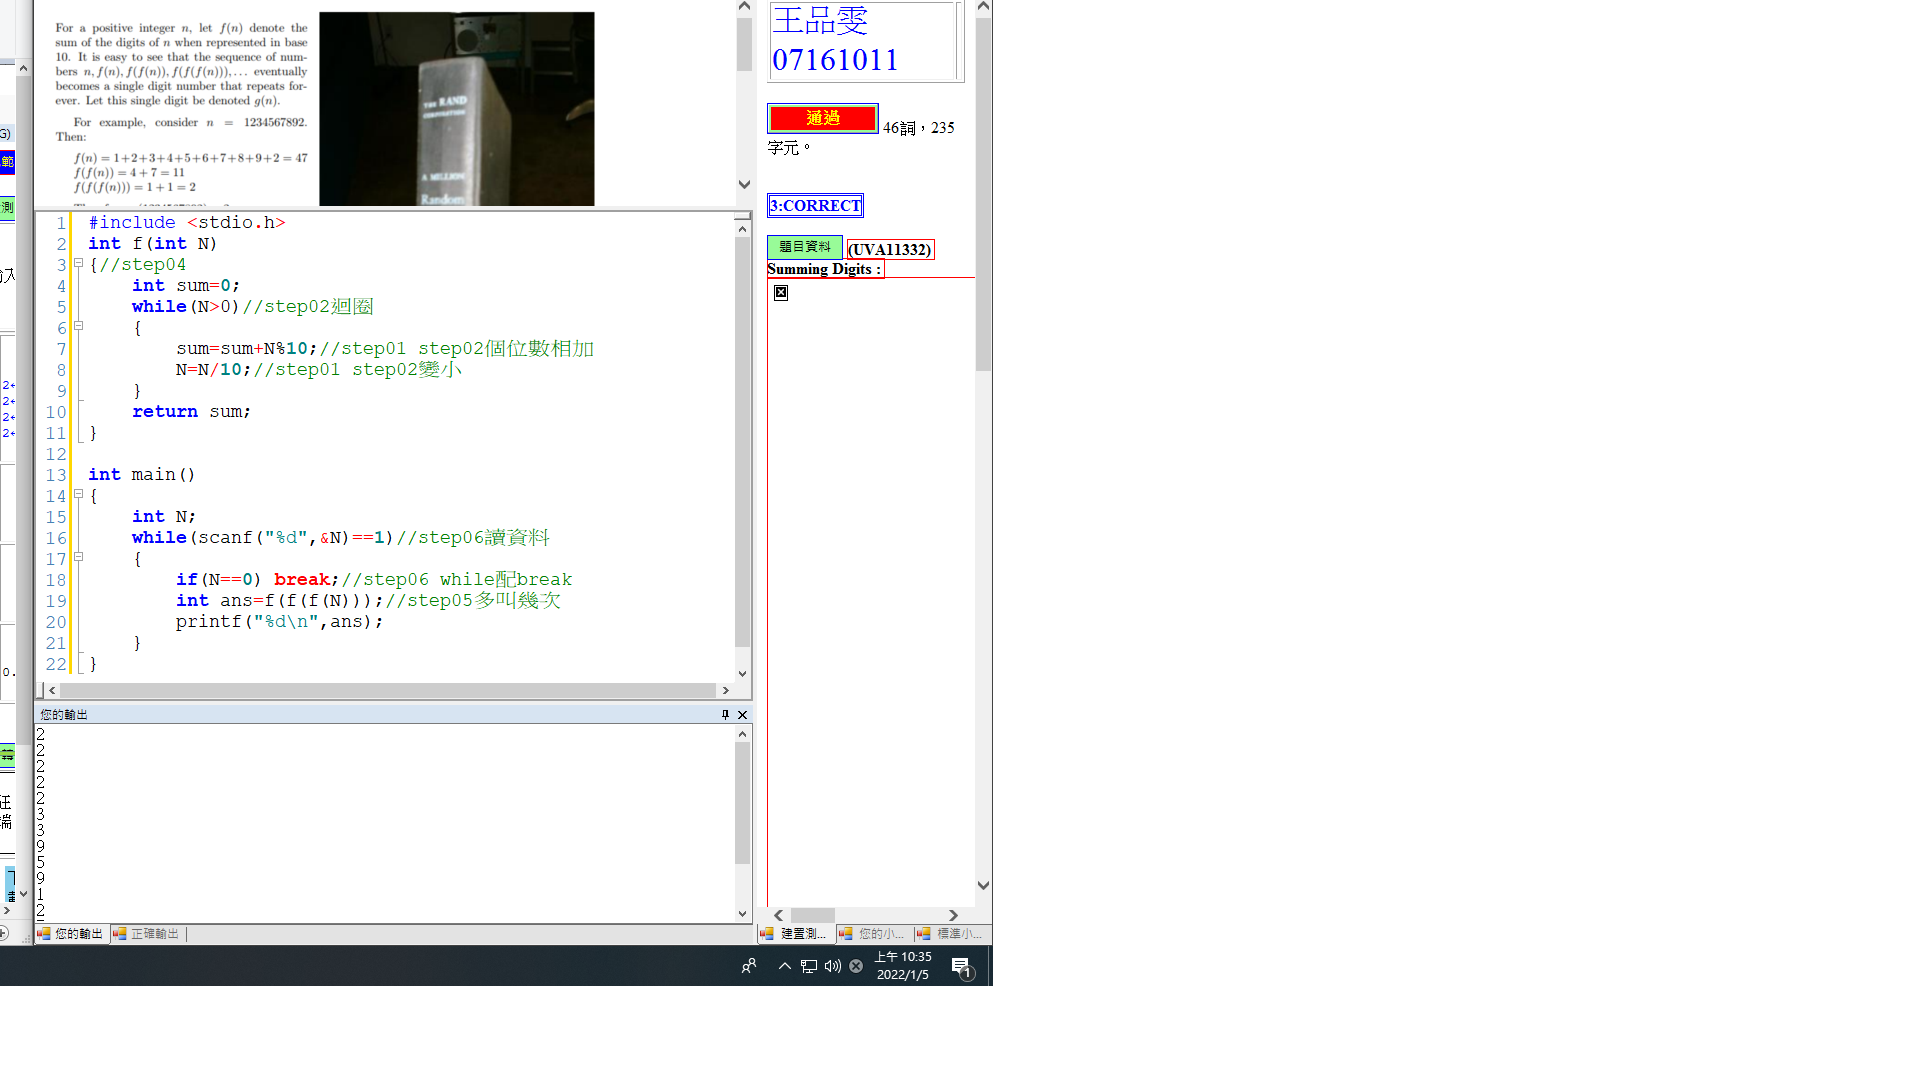 For a positive integer n, let f(n) denote the
sum of the digits of n when represented in base
10. It is easy to see that the sequence of num-
bers n, f(n), f(f(n)), f(f(f(n))), . . . eventually
becomes a single digit number that repeats for-
ever. Let this single digit be denoted g(n).
For example, consider n = 1234567892.
Then:
f(n) = 1+2+3+4+5+6+7+8+9+2 = 47
f(f(n)) = 4 + 7 = 11
f(f(f(n))) = 1 + 1 = 2
THE RAND
CORPORATION
A MILLION
Random
王品雯
07161011
通過 46詞，235
字元。
3:CORRECT
題目資料 (UVA11332)
Summing Digits :
1 #include <stdio.h>
2 int f(int N)
3 {//step04
4 int sum=0;
5 while(N>0)//step02迴圈
6 {
7 sum=sum+N%10;//step01 step02個位數相加
8 N=N/10;//step01 step02變小
9 }
10 return sum;
11 }
12
13 int main()
14 {
15 int N;
16 while(scanf("%d",&N)==1)//step06讀資料
17 {
18 if(N==0) break;//step06 while配break
19 int ans=f(f(f(N)));//step05多叫幾次
20 printf("%d\n",ans);
21 }
22 }
您的輸出
2
2
2
2
2
3
3
9
5
9
1
2
您的輸出 正確輸出
建置測... 您的小... 標準小...
上午 10:35
2022/1/5
1
G)
範
測
2
2
2
2
0.
端